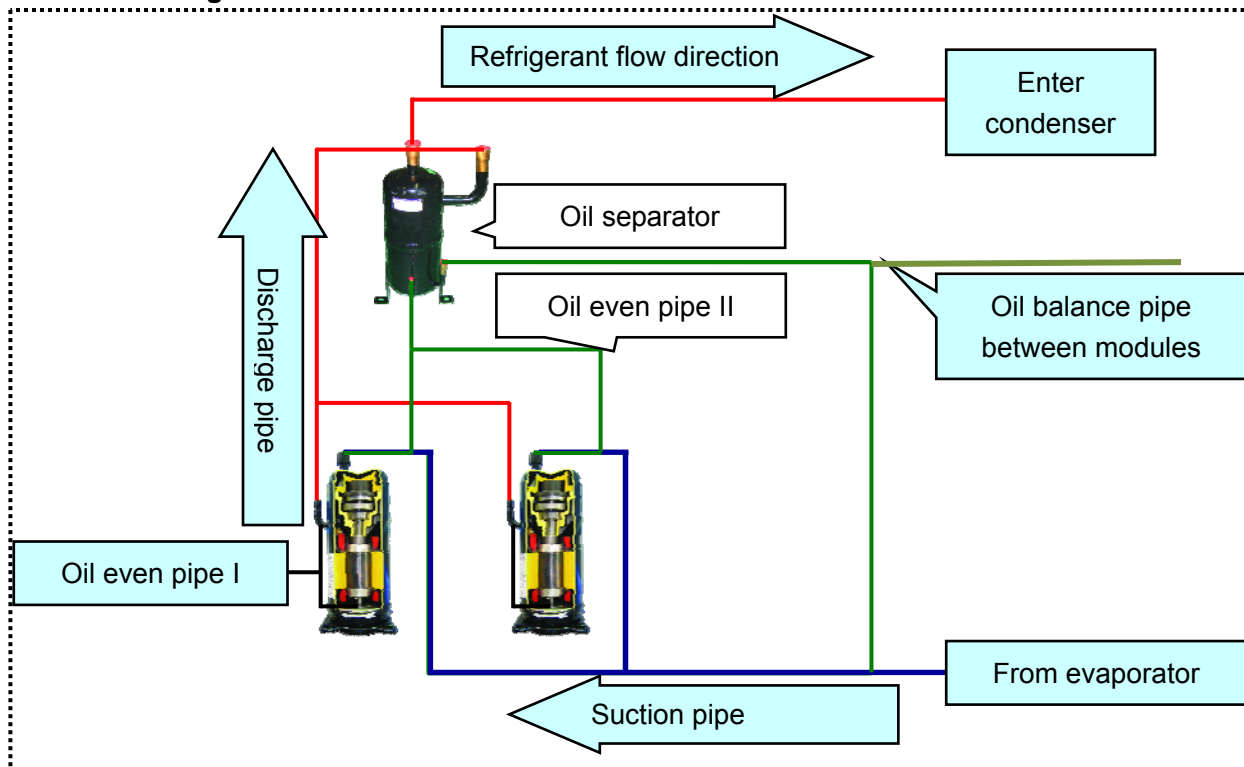 Refrigerant flow direction
Enter
condenser
Oil separator
Discharge pipe
Oil even pipe II
Oil balance pipe
between modules
Oil even pipe I
From evaporator
Suction pipe